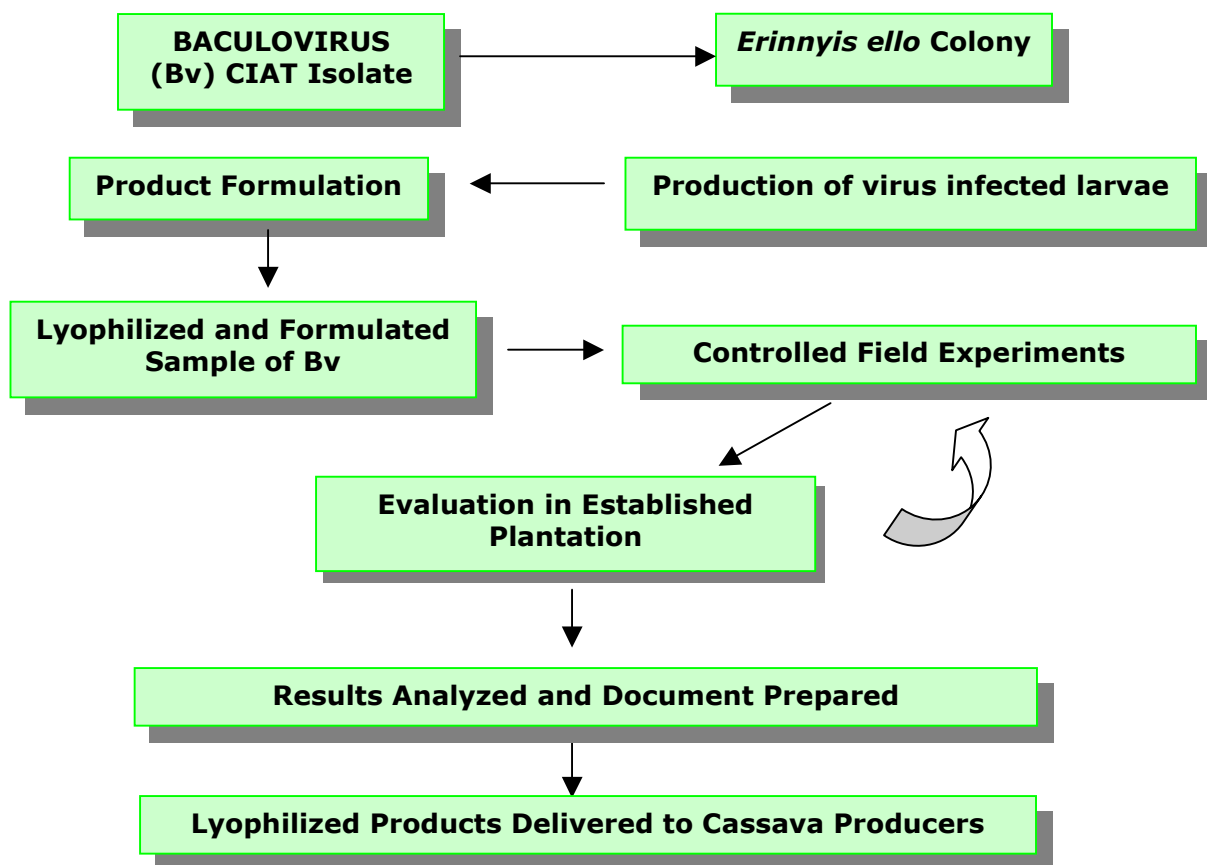 BACULOVIRUS
(Bv) CIAT Isolate
Erinnyis ello Colony
Product Formulation
Production of virus infected larvae
Lyophilized and Formulated
Sample of Bv
Controlled Field Experiments
Evaluation in Established
Plantation
Results Analyzed and Document Prepared
Lyophilized Products Delivered to Cassava Producers